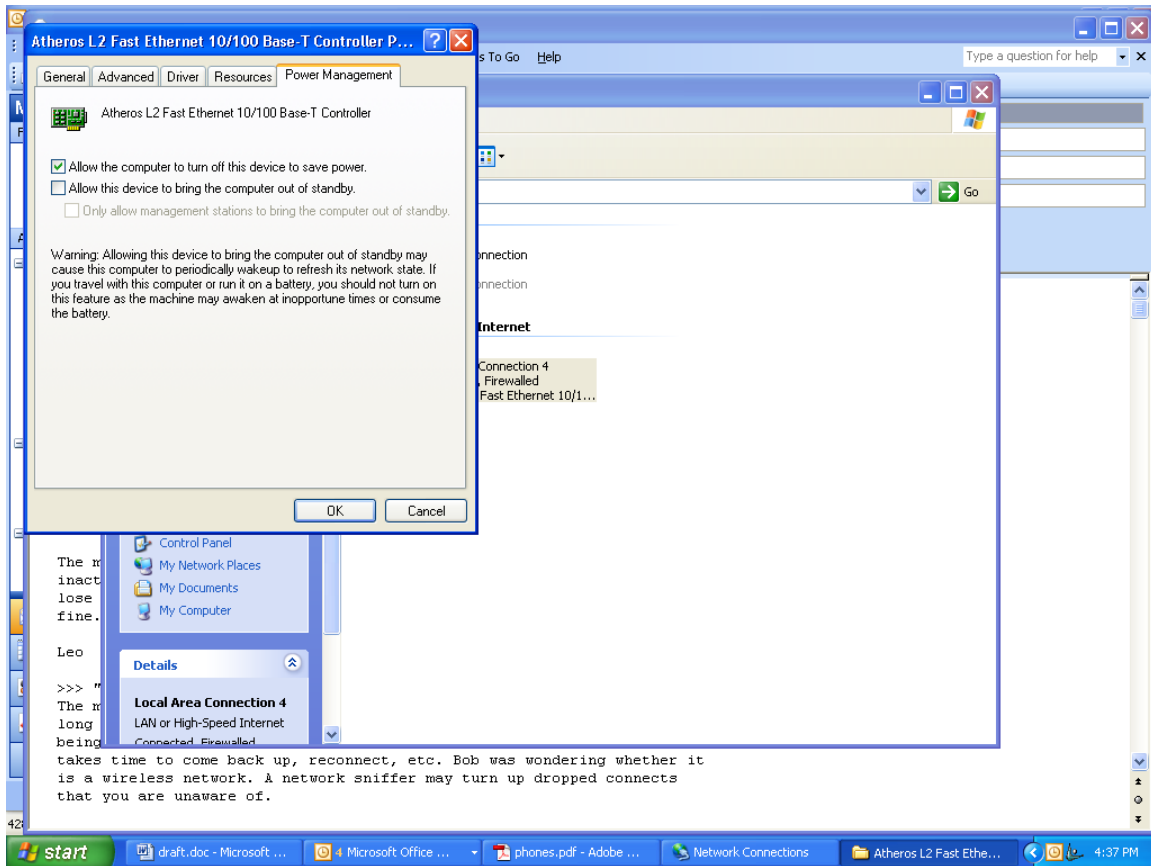 Atheros L2 Fast Ethernet 10/100 Base-T Controller P...
General Advanced Driver Resources Power Management
Atheros L2 Fast Ethernet 10/100 Base-T Controller
Allow the computer to turn off this device to save power.
Allow this device to bring the computer out of standby.
Only allow management stations to bring the computer out of standby.
Warning: Allowing this device to bring the computer out of standby may
cause this computer to periodically wakeup to refresh its network state. If
you travel with this computer or run it on a battery, you should not turn on
this feature as the machine may awaken at inopportune times or consume
the battery.
OK Cancel
s To Go Help
Type a question for help
Go
nnection
nnection
Internet
Connection 4
, Firewalled
Fast Ethernet 10/1...
Control Panel
My Network Places
My Documents
My Computer
Details
Local Area Connection 4
LAN or High-Speed Internet
Connected, Firewalled
The m
inact
lose
fine.
Leo
>>> "
The m
long
being
takes time to come back up, reconnect, etc. Bob was wondering whether it
is a wireless network. A network sniffer may turn up dropped connects
that you are unaware of.
428
start
draft.doc - Microsoft ...
4 Microsoft Office ...
phones.pdf - Adobe ...
Network Connections
Atheros L2 Fast Ethe...
4:37 PM